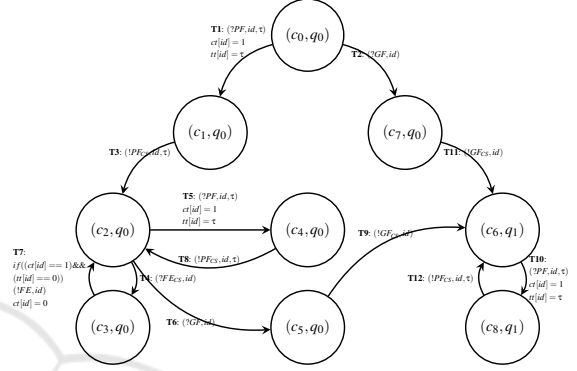 T1: (?PF,id,τ)
ct[id] = 1
tt[id] = τ
(c0,q0)
T2: (?GF,id)
(c1,q0)
(c7,q0)
T3: (!PFCS,id,τ)
T11: (!GFCS,id)
T5: (?PF,id,τ)
ct[id] = 1
tt[id] = τ
(c2,q0)
(c4,q0)
(c6,q1)
T9: (!GFCS,id)
T8: (!PFCS,id,τ)
T7
if((ct[id] == 1)&&
(tt[id] == 0))
(!FE,id)
ct[id] = 0
T4: (?FECS,id)
T10:
(?PF,id,τ)
ct[id] = 1
tt[id] = τ
T12: (!PFCS,id,τ)
T6: (?GF,id)
(c3,q0)
(c5,q0)
(c8,q1)